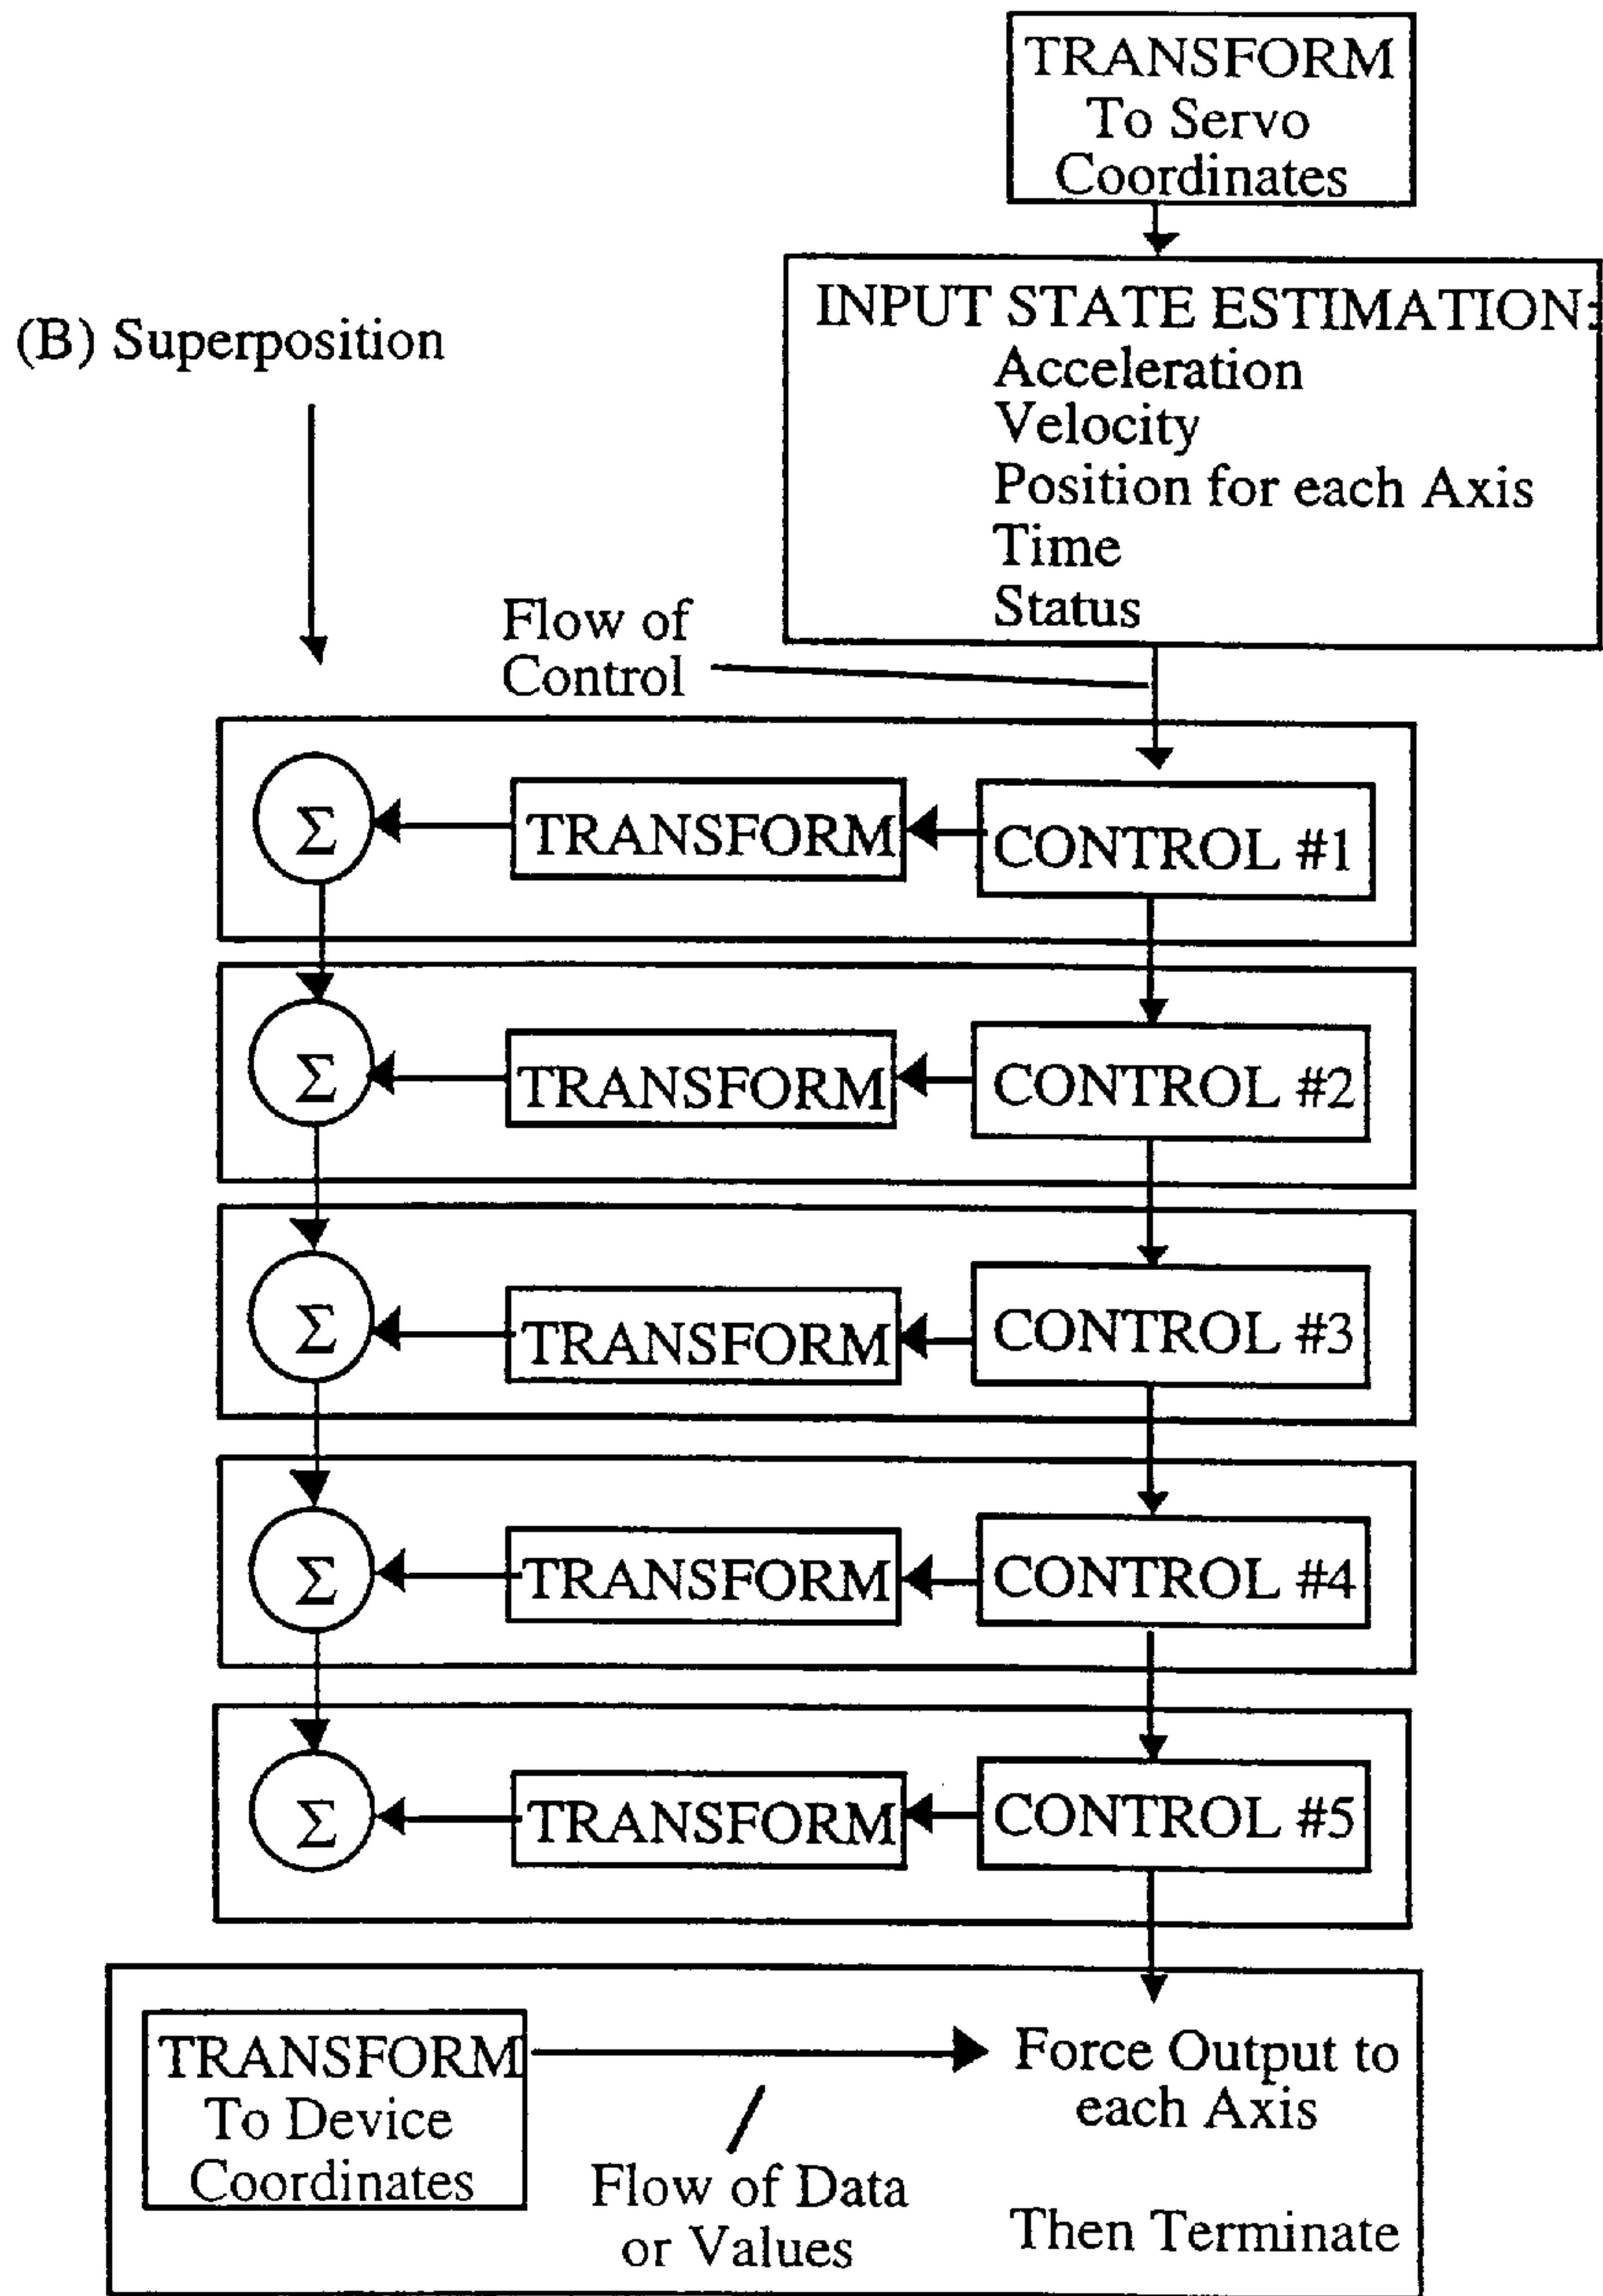 TRANSFORM
To Servo
Coordinates
INPUT STATE ESTIMATION:
Acceleration
Velocity
Position for each Axis
Time
Status
(B) Superposition
Flow of
Control
Σ
TRANSFORM
CONTROL #1
Σ
TRANSFORM
CONTROL #2
Σ
TRANSFORM
CONTROL #3
Σ
TRANSFORM
CONTROL #4
Σ
TRANSFORM
CONTROL #5
TRANSFORM
To Device
Coordinates
Flow of Data
or Values
Force Output to
each Axis
Then Terminate